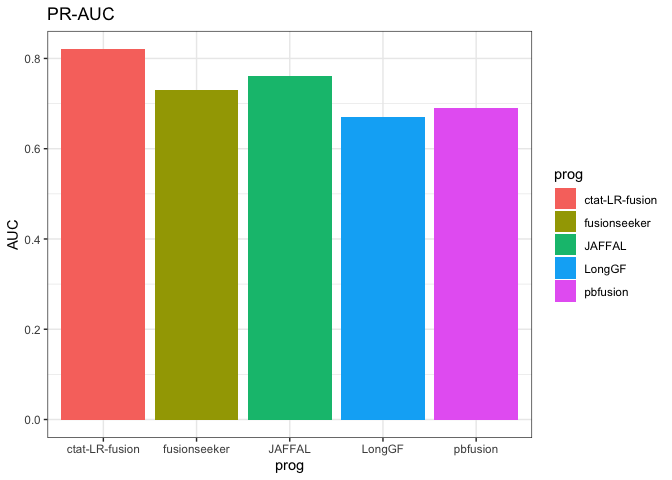 PR-AUC
AUC
0.8
0.6
0.4
0.2
0.0
ctat-LR-fusion fusionseeker JAFFAL LongGF pbfusion
prog
prog
ctat-LR-fusion
fusionseeker
JAFFAL
LongGF
pbfusion